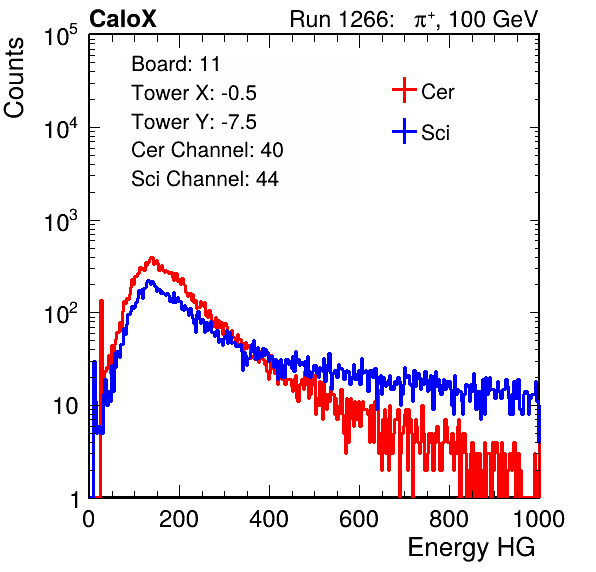 CaloX Run 1266: π⁺, 100 GeV
Counts
Board: 11
Tower X: -0.5
Tower Y: -7.5
Cer Channel: 40
Sci Channel: 44
Cer
Sci
10⁵
10⁴
10³
10²
10
1
0 200 400 600 800 1000
Energy HG